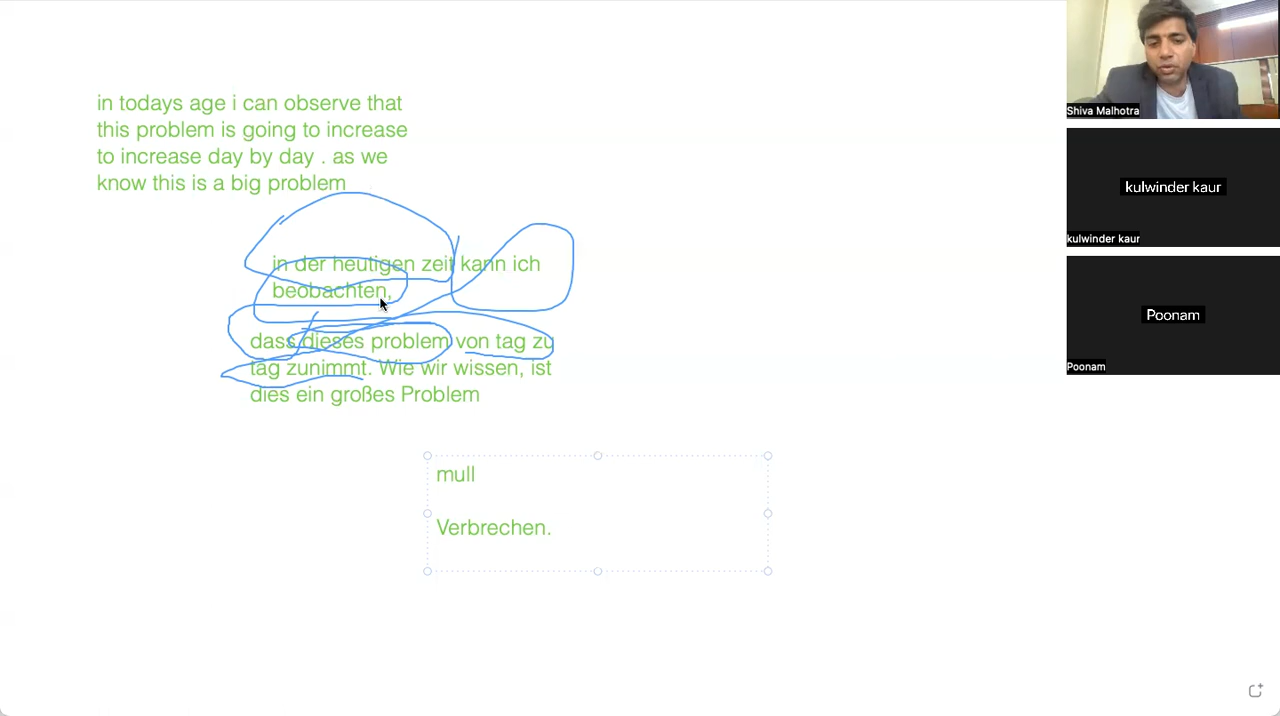 in todays age i can observe that
this problem is going to increase
to increase day by day . as we
know this is a big problem
in der heutigen zeit kann ich
beobachten,
dass dieses problem von tag zu
tag zunimmt. Wie wir wissen, ist
dies ein großes Problem
mull
Verbrechen.
Shiva Malhotra
kulwinder kaur
kulwinder kaur
Poonam
Poonam